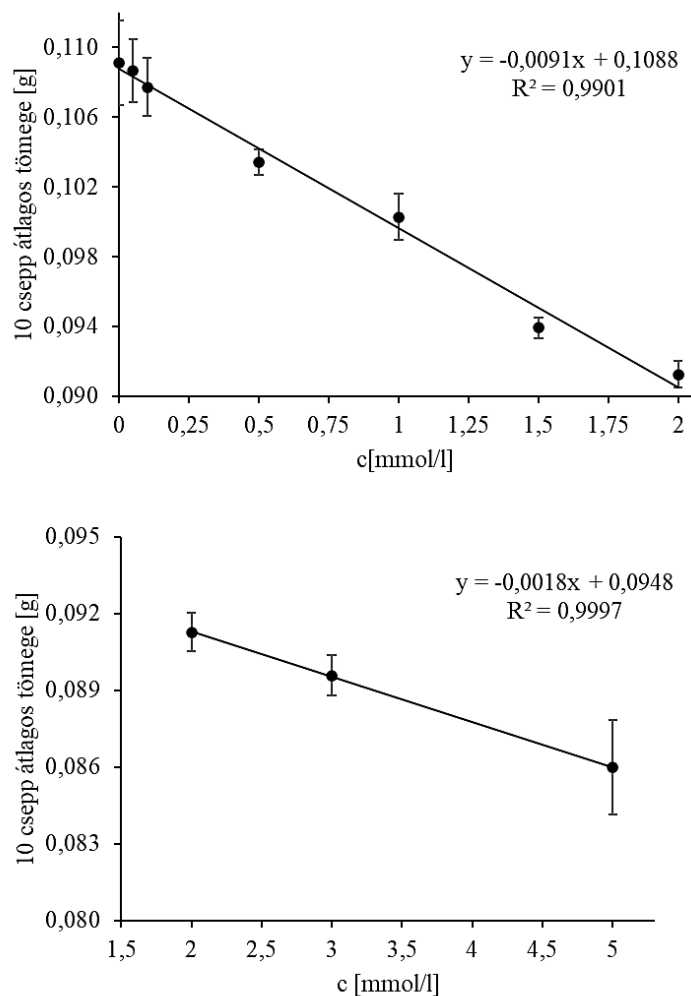 10 csepp átlagos tömege [g]
0,110
0,106
0,102
0,098
0,094
0,090
y = -0,0091x + 0,1088
R² = 0,9901
0 0,25 0,5 0,75 1 1,25 1,5 1,75 2
c[mmol/l]
10 csepp átlagos tömege [g]
0,095
0,092
0,089
0,086
0,083
0,080
y = -0,0018x + 0,0948
R² = 0,9997
1,5 2 2,5 3 3,5 4 4,5 5
c [mmol/l]